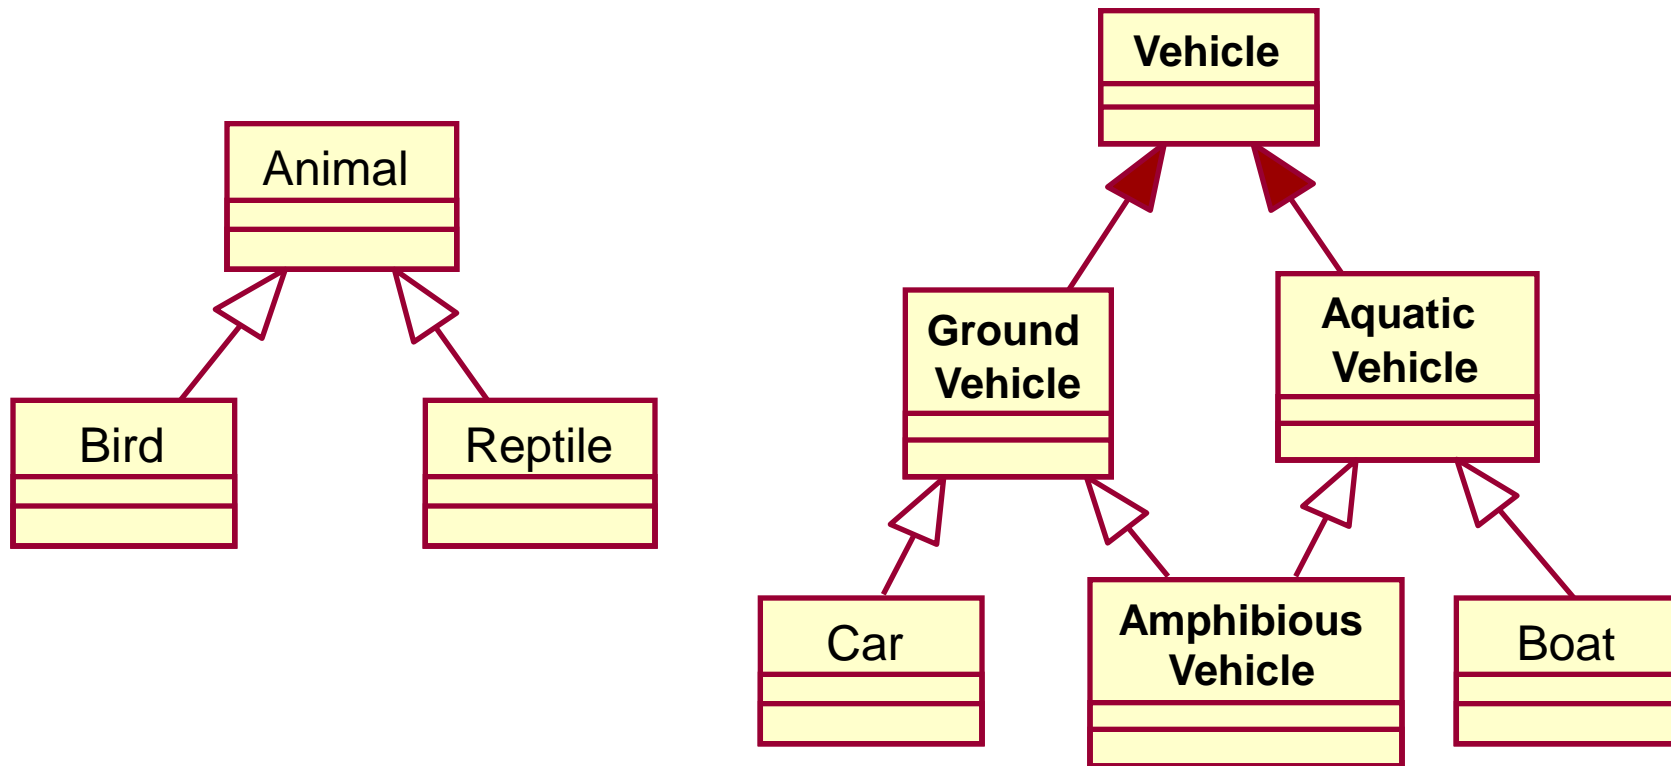 Animal
Bird
Reptile
Vehicle
Ground
Vehicle
Aquatic
Vehicle
Car
Amphibious
Vehicle
Boat